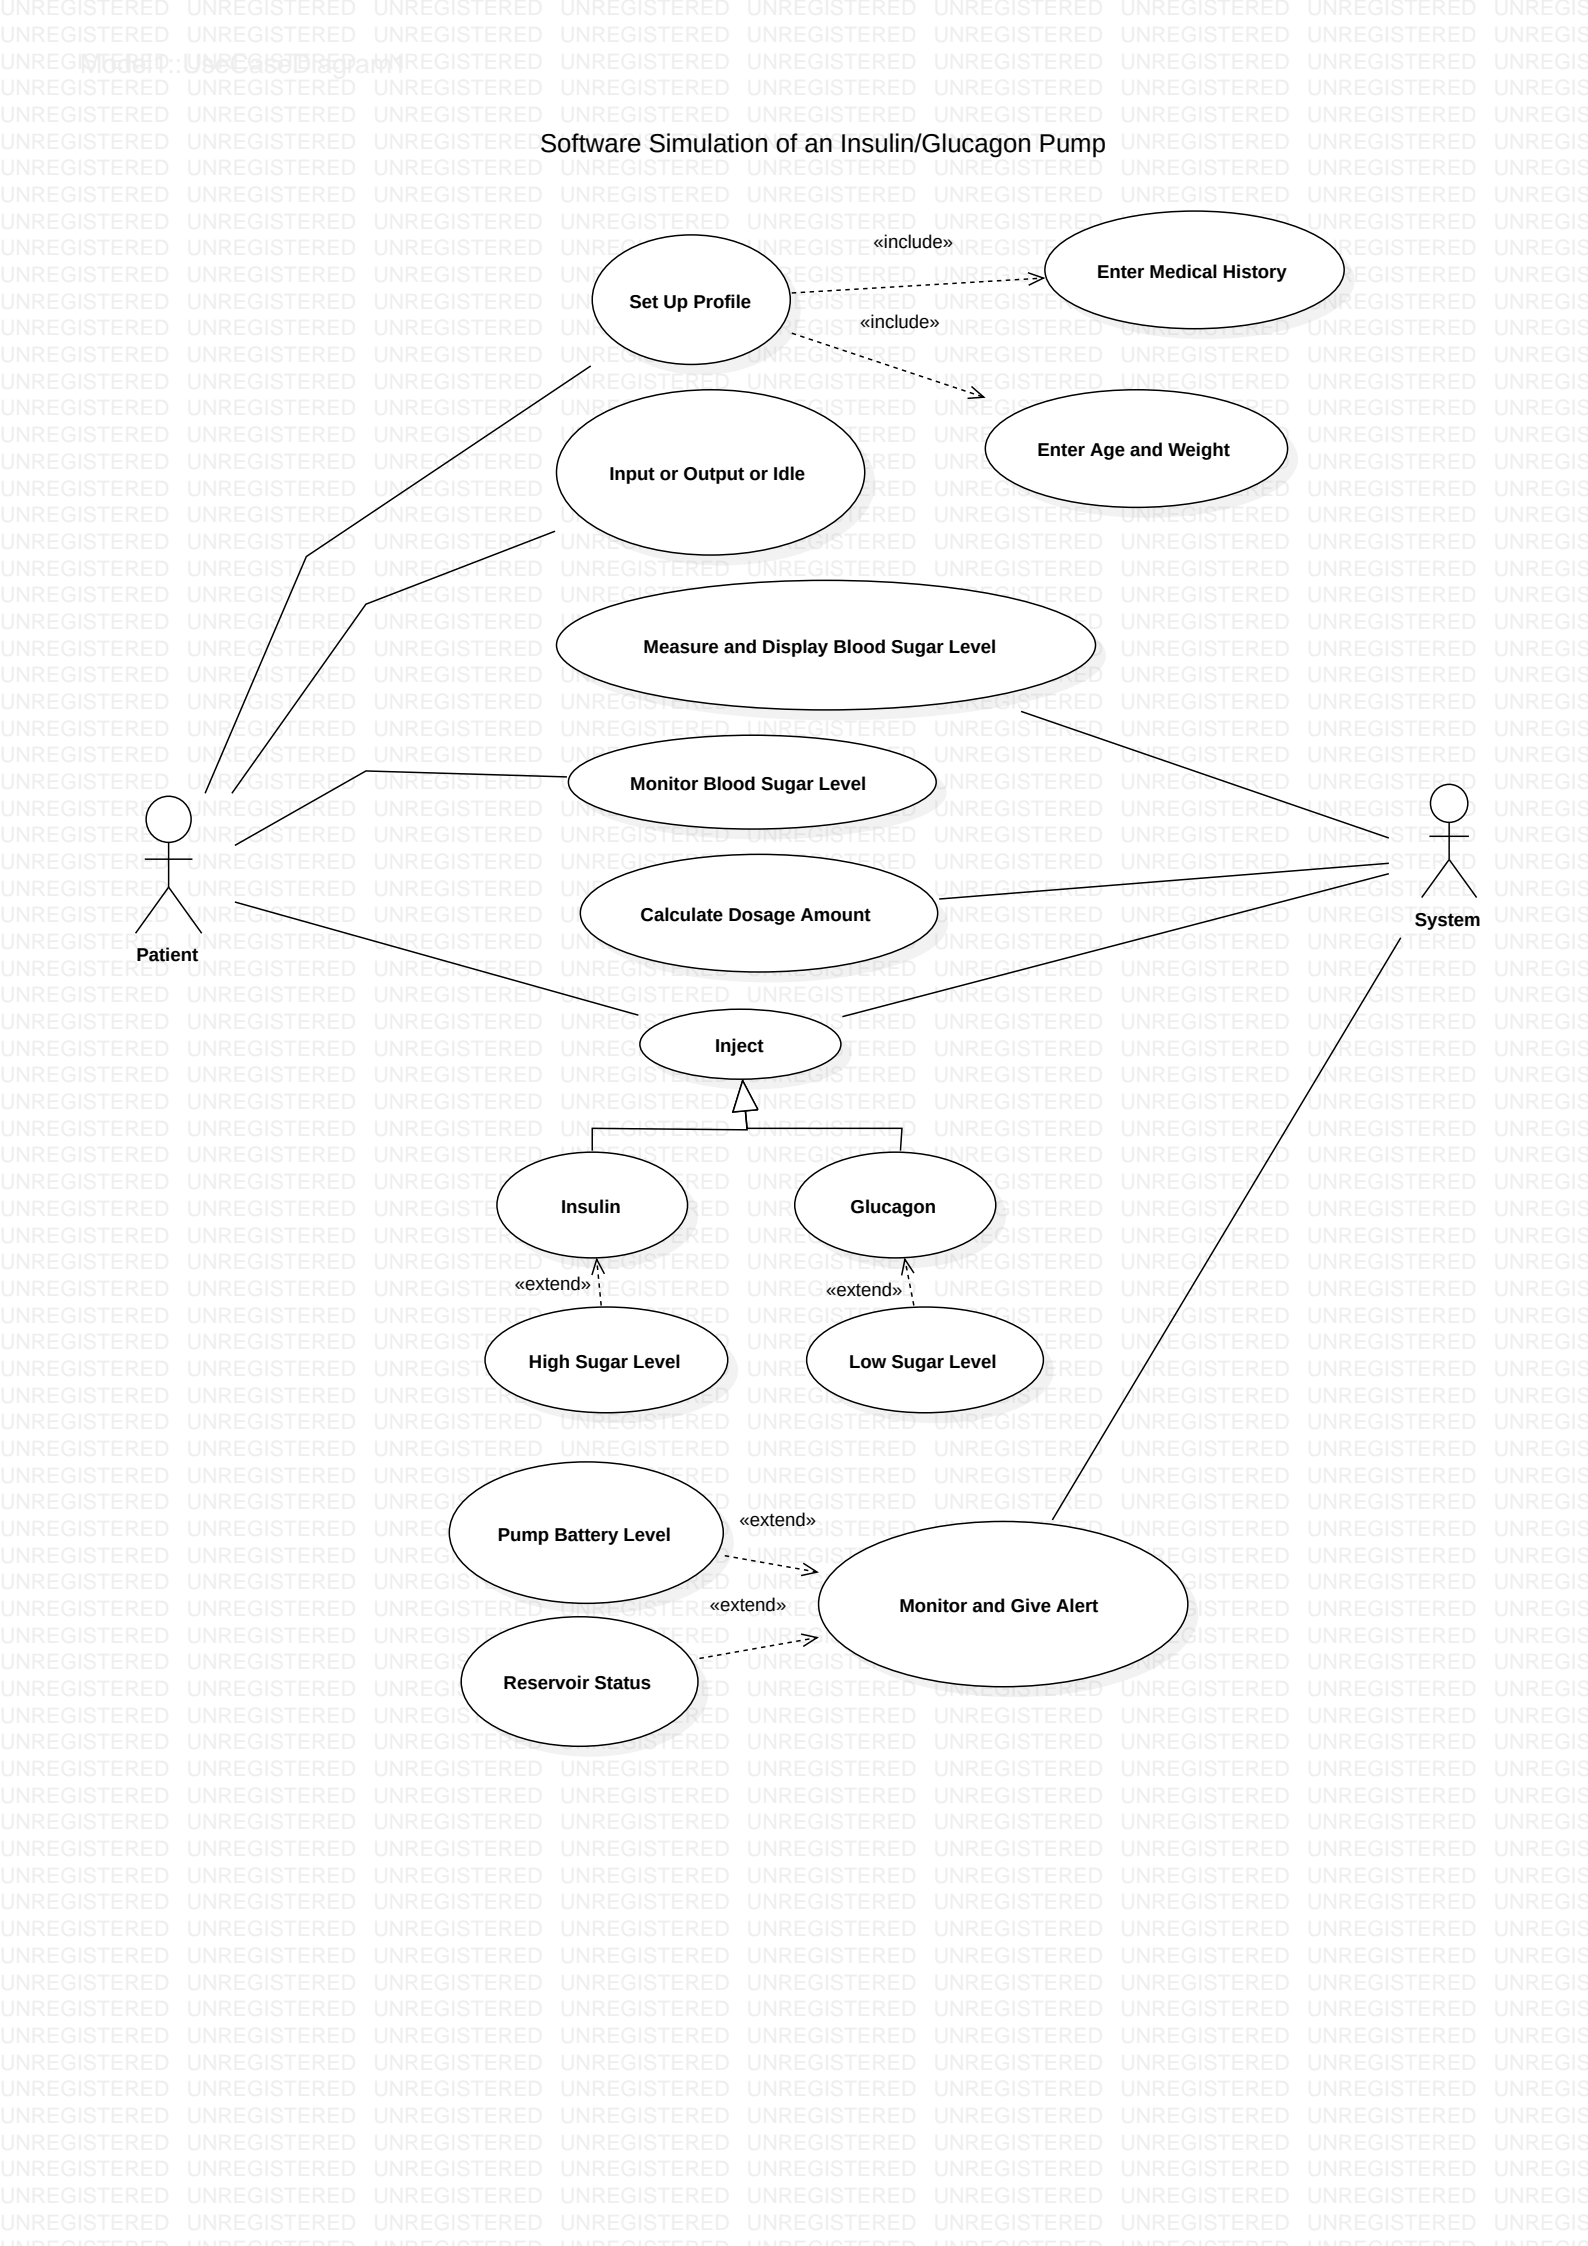 Model1::UseCaseDiagram1
Software Simulation of an Insulin/Glucagon Pump
«include»
Enter Medical History
Set Up Profile
«include»
Enter Age and Weight
Input or Output or Idle
Measure and Display Blood Sugar Level
Monitor Blood Sugar Level
Calculate Dosage Amount
System
Patient
Inject
Insulin
Glucagon
«extend»
«extend»
High Sugar Level
Low Sugar Level
«extend»
Pump Battery Level
«extend»
Monitor and Give Alert
Reservoir Status
UNREGISTERED